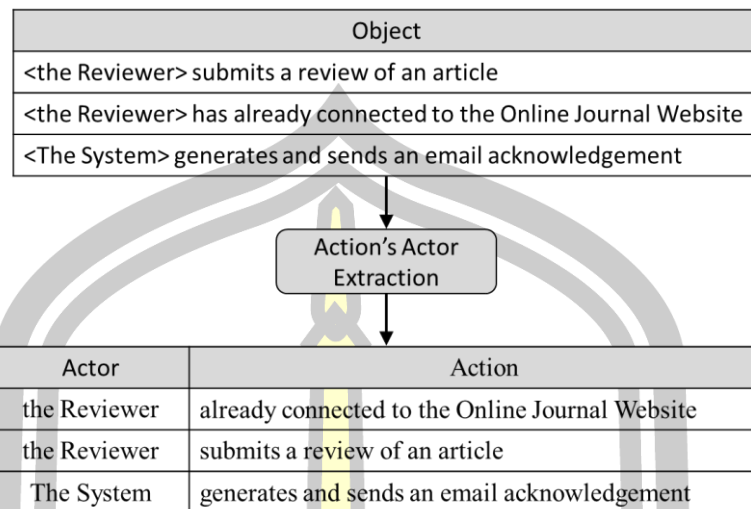 Object
<the Reviewer> submits a review of an article
<the Reviewer> has already connected to the Online Journal Website
<The System> generates and sends an email acknowledgement
Action's Actor
Extraction
Actor Action
the Reviewer already connected to the Online Journal Website
the Reviewer submits a review of an article
The System generates and sends an email acknowledgement